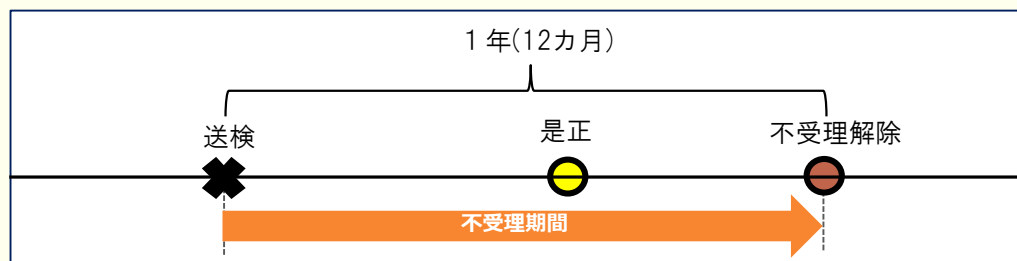 1年(12カ月)
送検
是正
不受理解除
不受理期間